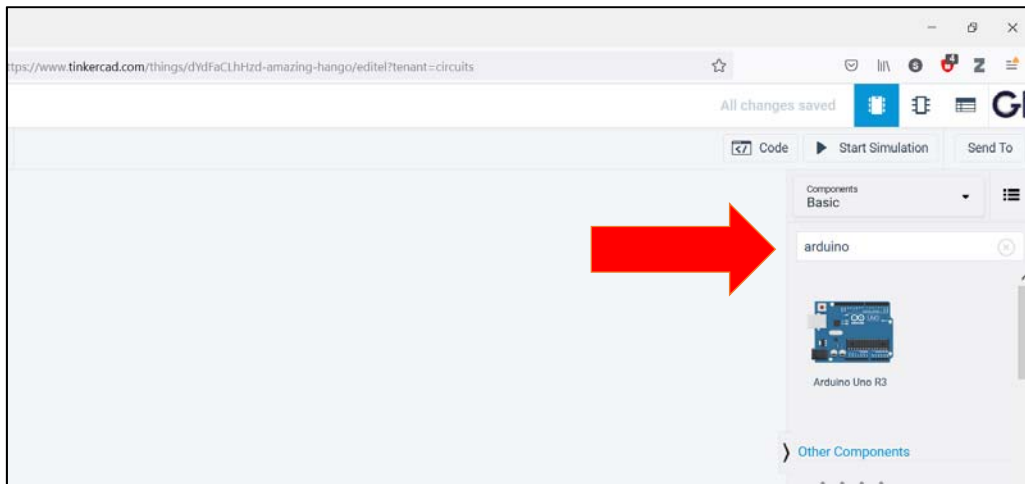 ttps://www.tinkercad.com/things/dYdFaCLhHzd-amazing-hango/editel?tenant=circuits
All changes saved
Code
Start Simulation
Send To
Components
Basic
arduino
UNO
Arduino Uno R3
Other Components